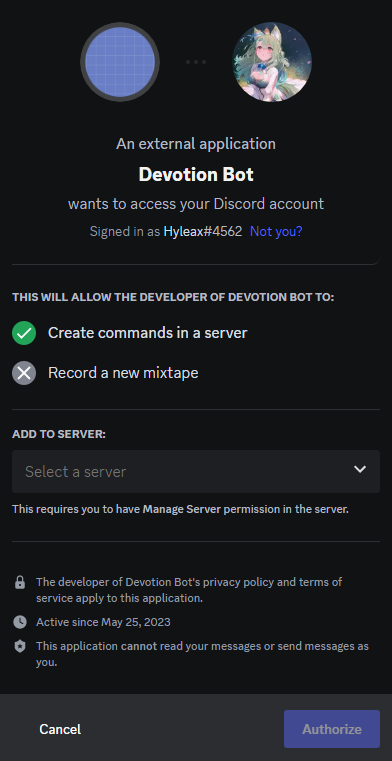 An external application
Devotion Bot
wants to access your Discord account
Signed in as Hyleax#4562 Not you?
THIS WILL ALLOW THE DEVELOPER OF DEVOTION BOT TO:
Create commands in a server
Record a new mixtape
ADD TO SERVER:
Select a server
This requires you to have Manage Server permission in the server.
The developer of Devotion Bot's privacy policy and terms of
service apply to this application.
Active since May 25, 2023
This application cannot read your messages or send messages as
you.
Cancel
Authorize